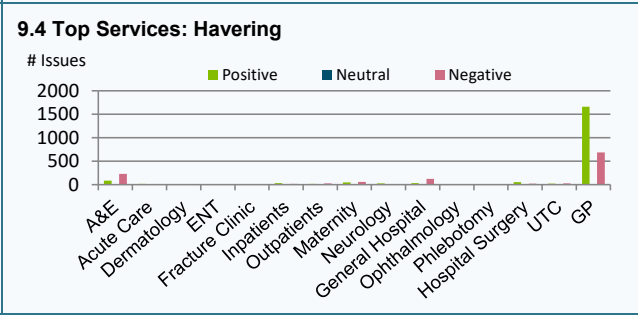 9.4 Top Services: Havering
# Issues
Positive Neutral Negative
2000
1500
1000
500
0
A&E
Acute Care
Dermatology
ENT
Fracture Clinic
Inpatients
Outpatients
Maternity
Neurology
General Hospital
Ophthalmology
Phlebotomy
Hospital Surgery
UTC
GP